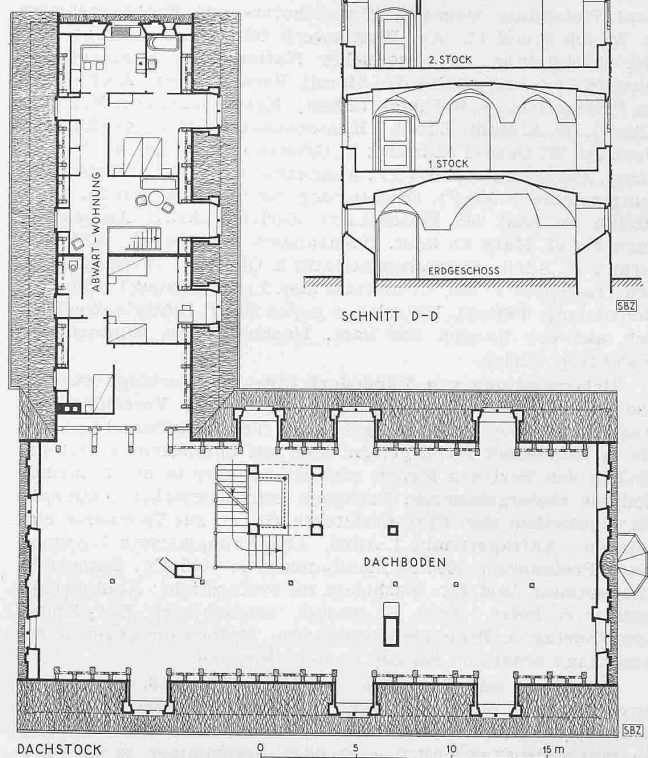 2.STOCK
1.STOCK
ERDGESCHOSS
SBZ
SCHNITT D-D
ABWART-WOHNUNG
DACHBODEN
SBZ
DACHSTOCK
0 5 10 15 m